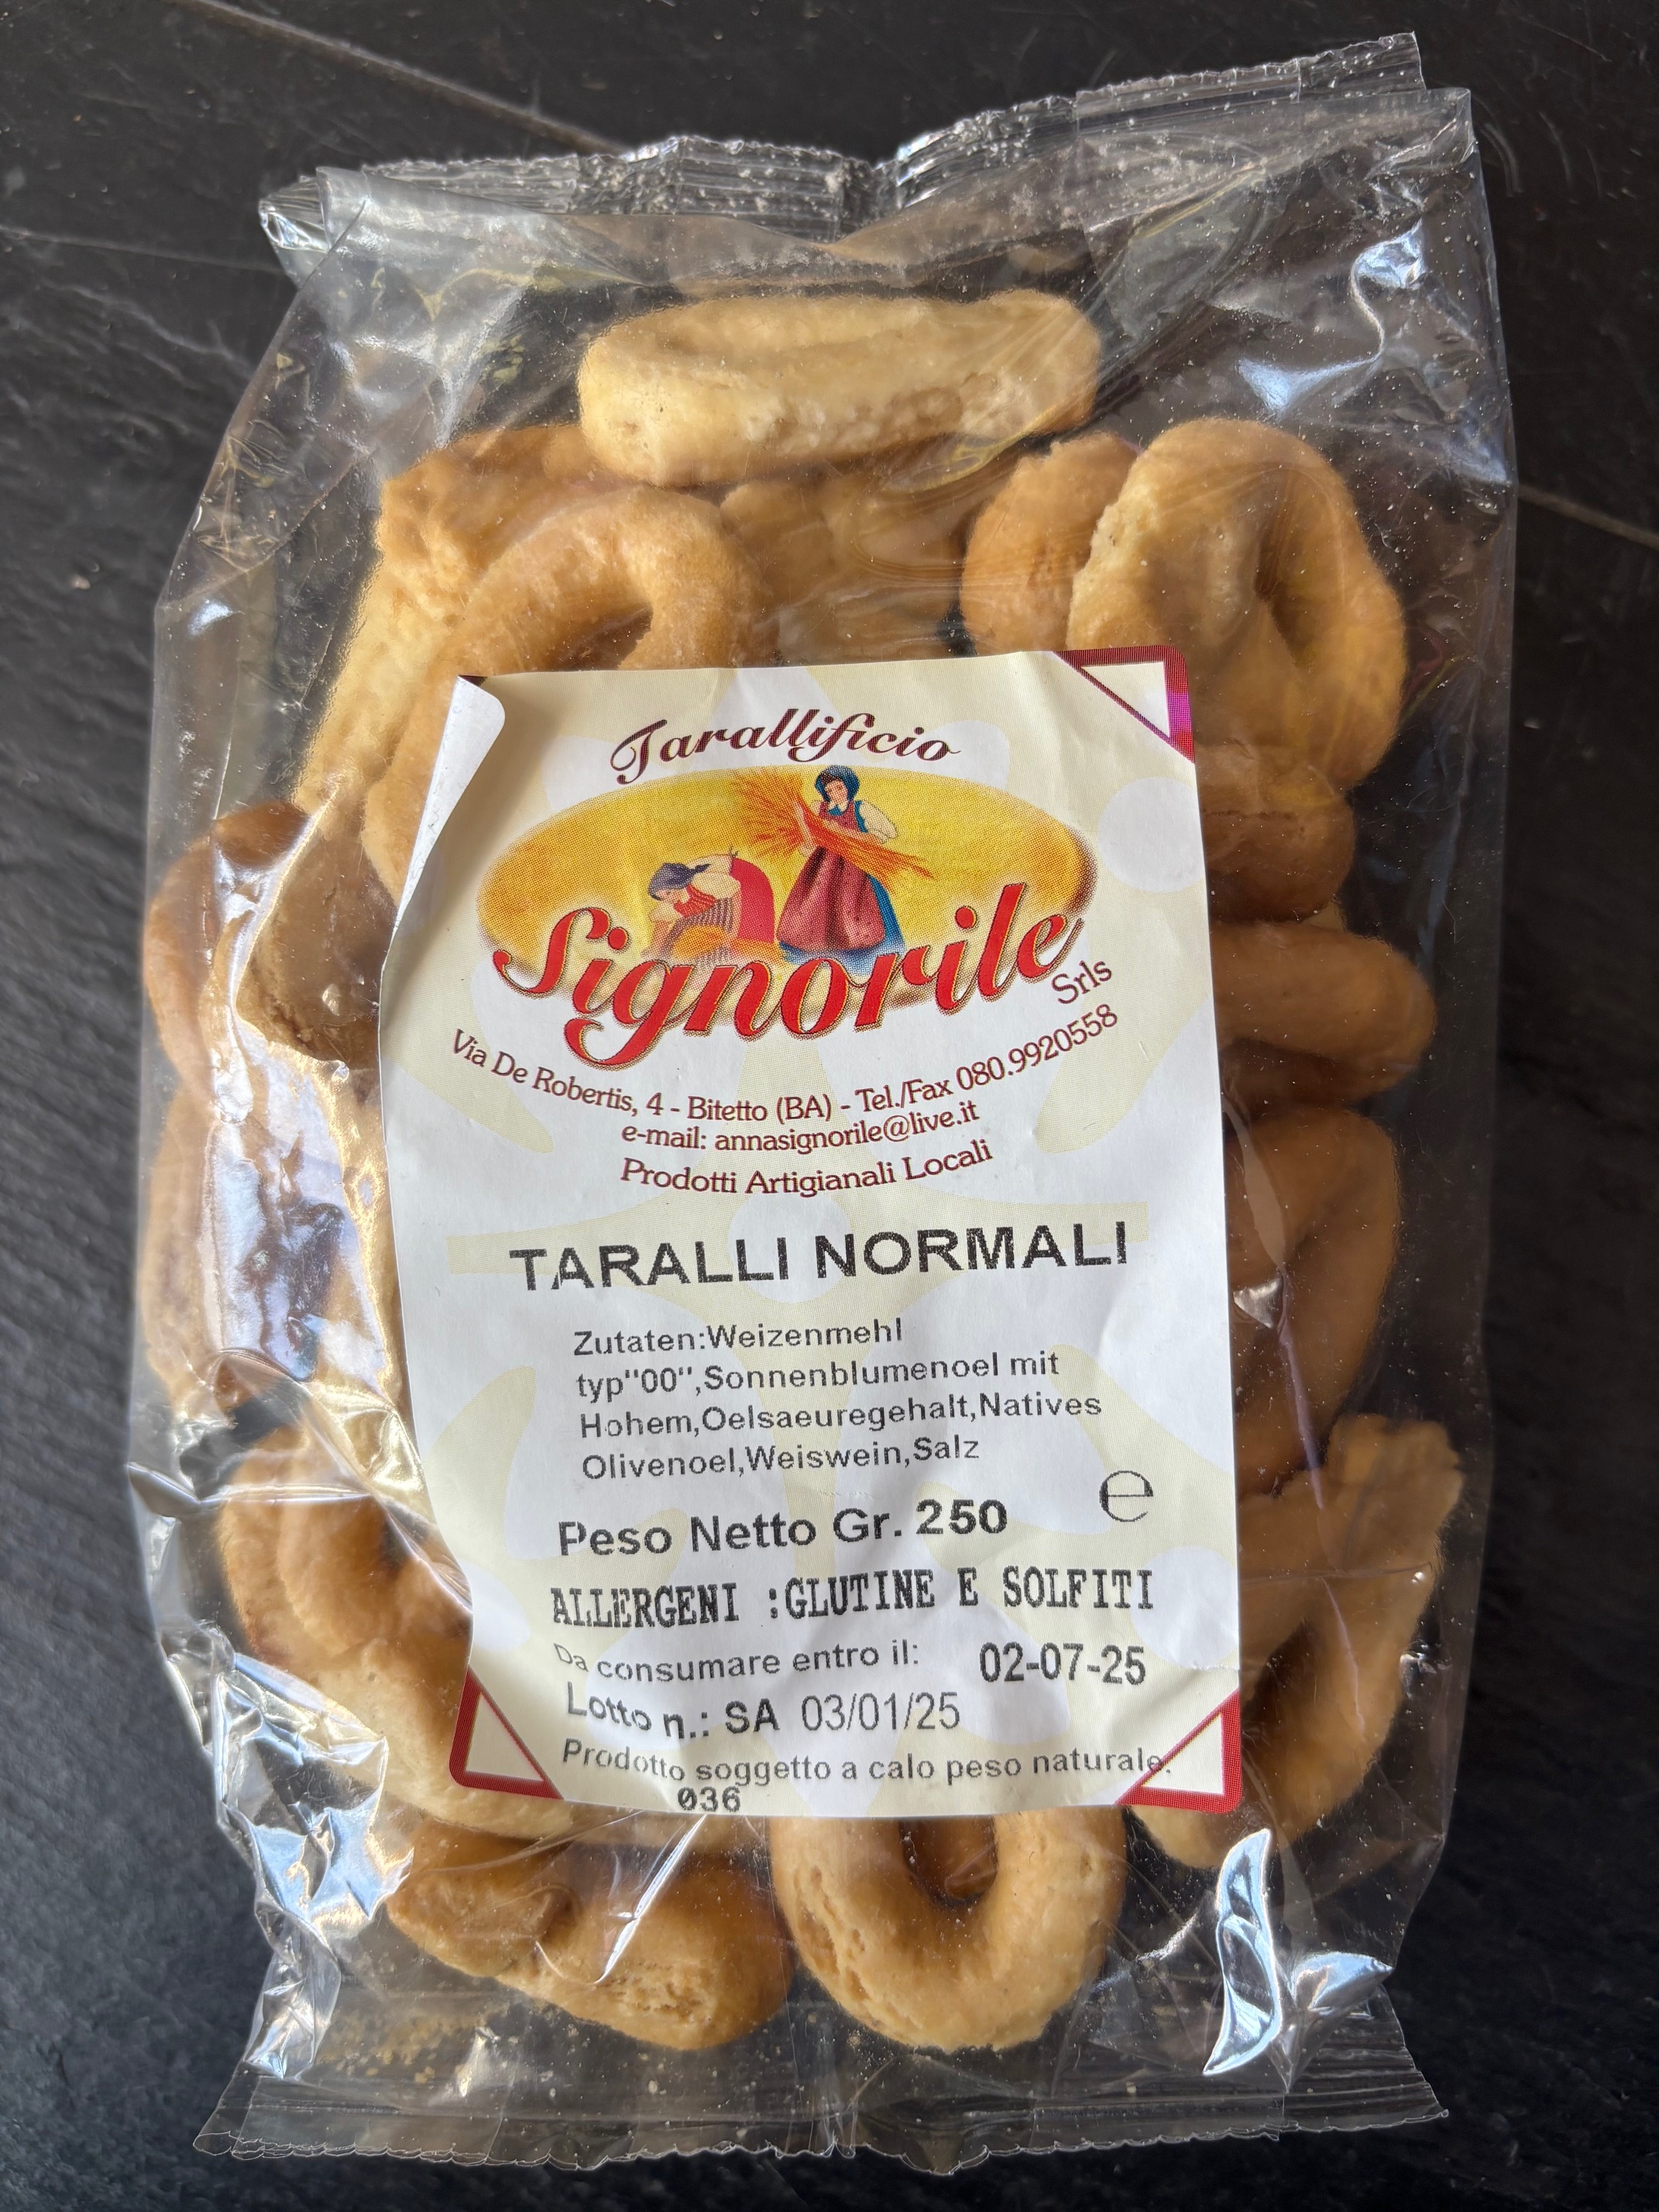 Tarallificio
Signorile
Srls
Via De Robertis, 4 - Bitetto (BA) - Tel./Fax 080.9920558
e-mail: annasignorile@live.it
Prodotti Artigianali Locali
TARALLI NORMALI
Zutaten:Weizenmehl
typ"00",Sonnenblumenoel mit
Hohem,Oelsaeuregehalt,Natives
Olivenoel,Weiswein,Salz
Peso Netto Gr. 250 ℮
ALLERGENI :GLUTINE E SOLFITI
Da consumare entro il: 02-07-25
Lotto n.: SA 03/01/25
Prodotto soggetto a calo peso naturale.
036